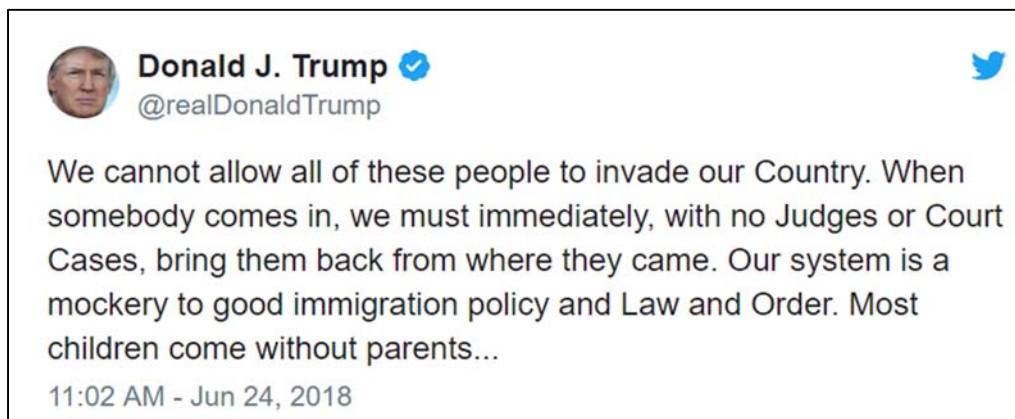 Donald J. Trump
@realDonaldTrump
We cannot allow all of these people to invade our Country. When
somebody comes in, we must immediately, with no Judges or Court
Cases, bring them back from where they came. Our system is a
mockery to good immigration policy and Law and Order. Most
children come without parents...
11:02 AM - Jun 24, 2018